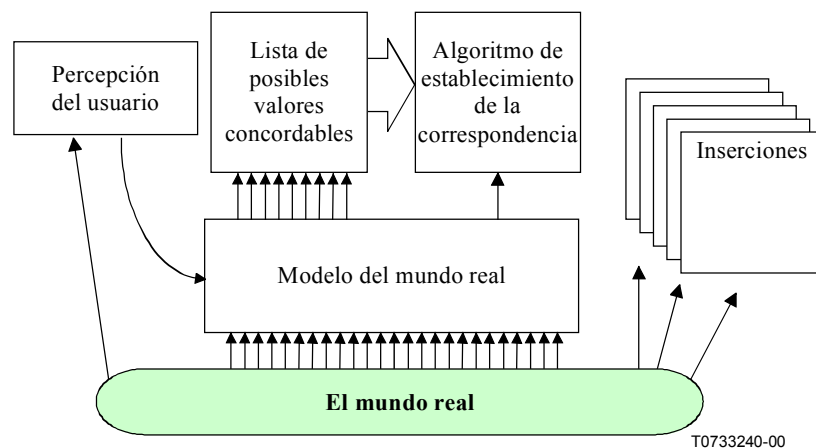 Percepción
del usuario
Lista de
posibles
valores
concordables
Algoritmo de
establecimiento
de la
correspondencia
Inserciones
Modelo del mundo real
El mundo real
T0733240-00